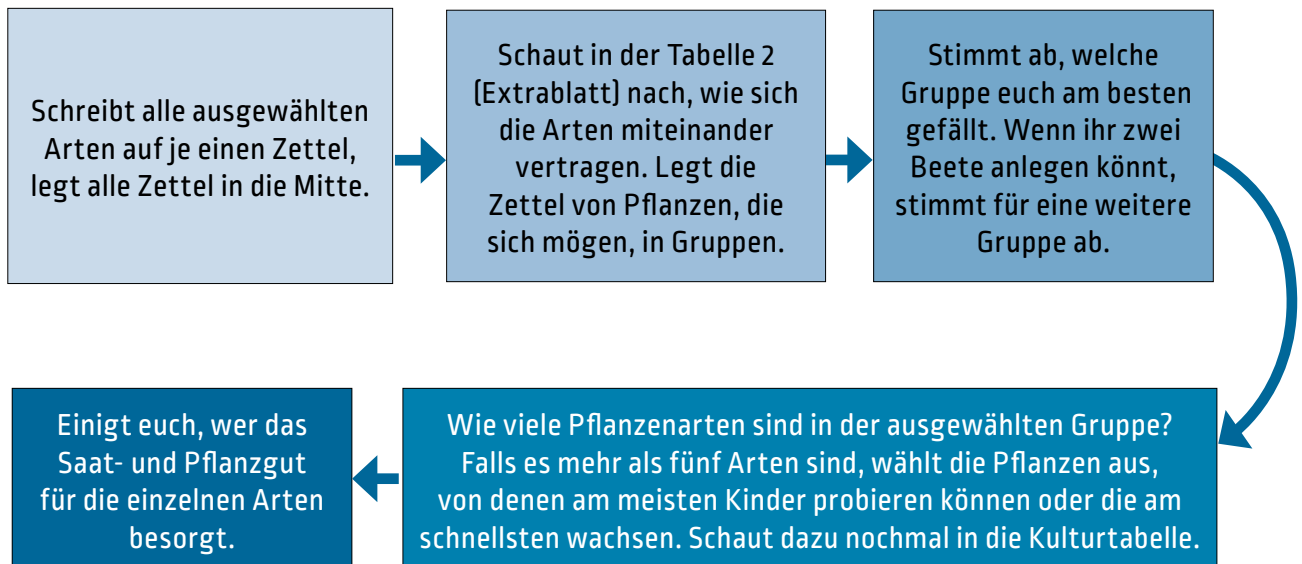 Schreibt alle ausgewählten
Arten auf je einen Zettel,
legt alle Zettel in die Mitte.
Schaut in der Tabelle 2
(Extrablatt) nach, wie sich
die Arten miteinander
vertragen. Legt die
Zettel von Pflanzen, die
sich mögen, in Gruppen.
Stimmt ab, welche
Gruppe euch am besten
gefällt. Wenn ihr zwei
Beete anlegen könnt,
stimmt für eine weitere
Gruppe ab.
Wie viele Pflanzenarten sind in der ausgewählten Gruppe?
Falls es mehr als fünf Arten sind, wählt die Pflanzen aus,
von denen am meisten Kinder probieren können oder die am
schnellsten wachsen. Schaut dazu nochmal in die Kulturtabelle.
Einigt euch, wer das
Saat- und Pflanzgut
für die einzelnen Arten
besorgt.